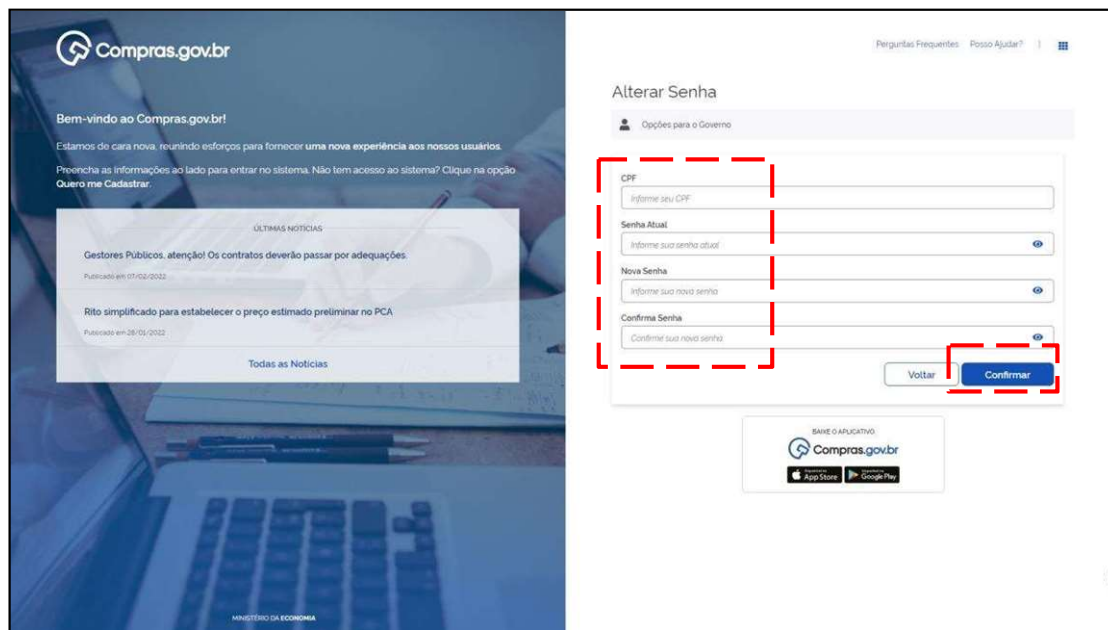 Compras.gov.br
Bem-vindo ao Compras.gov.br!
Estamos de cara nova, reunindo esforços para fornecer uma nova experiência aos nossos usuários.
Preencha as informações ao lado para entrar no sistema. Não tem acesso ao sistema? Clique na opção
Quero me Cadastrar.
ÚLTIMAS NOTÍCIAS
Gestores Públicos, atenção! Os contratos deverão passar por adequações.
Publicado em 07/02/2022
Rito simplificado para estabelecer o preço estimado preliminar no PCA
Publicado em 28/01/2022
Todas as Notícias
MINISTÉRIO DA ECONOMIA
Perguntas Frequentes Posso Ajudar? |
Alterar Senha
Opções para o Governo
CPF
Informe seu CPF
Senha Atual
Informe sua senha atual
Nova Senha
Informe sua nova senha
Confirma Senha
Confirme sua nova senha
Voltar Confirmar
BAIXE O APLICATIVO
Compras.gov.br
App Store Google Play